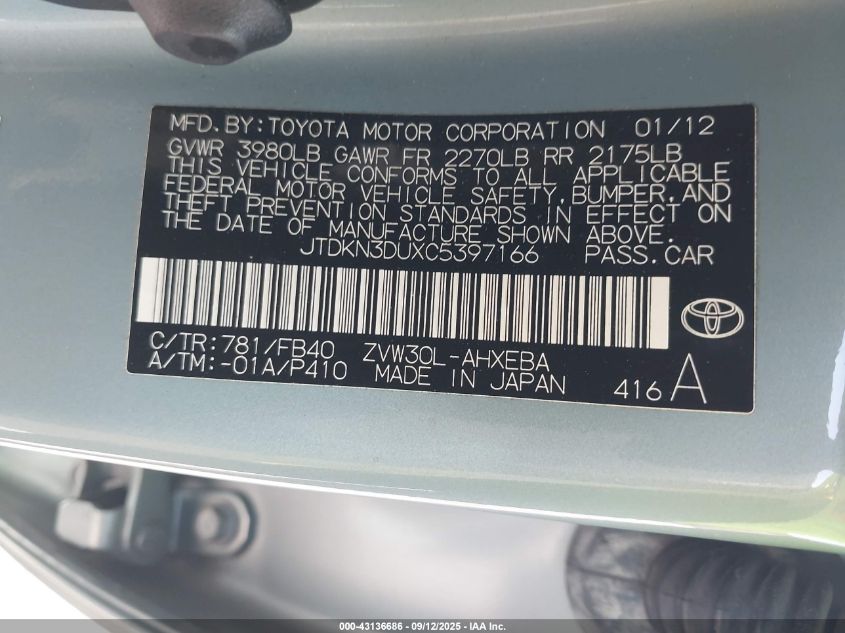 MFD. BY: TOYOTA MOTOR CORPORATION 01/12
GVWR 3980LB GAWR FR 2270LB RR 2175LB
THIS VEHICLE CONFORMS TO ALL APPLICABLE
FEDERAL MOTOR VEHICLE SAFETY, BUMPER, AND
THEFT PREVENTION STANDARDS IN EFFECT ON
THE DATE OF MANUFACTURE SHOWN ABOVE.
JTDKN3DUXC5397166 PASS. CAR
C/TR: 781/FB40 ZVW30L-AHXEBA
A/TM: -01A/P410 MADE IN JAPAN
416 A
000-43136686 - 09/12/2025 - IAA Inc.